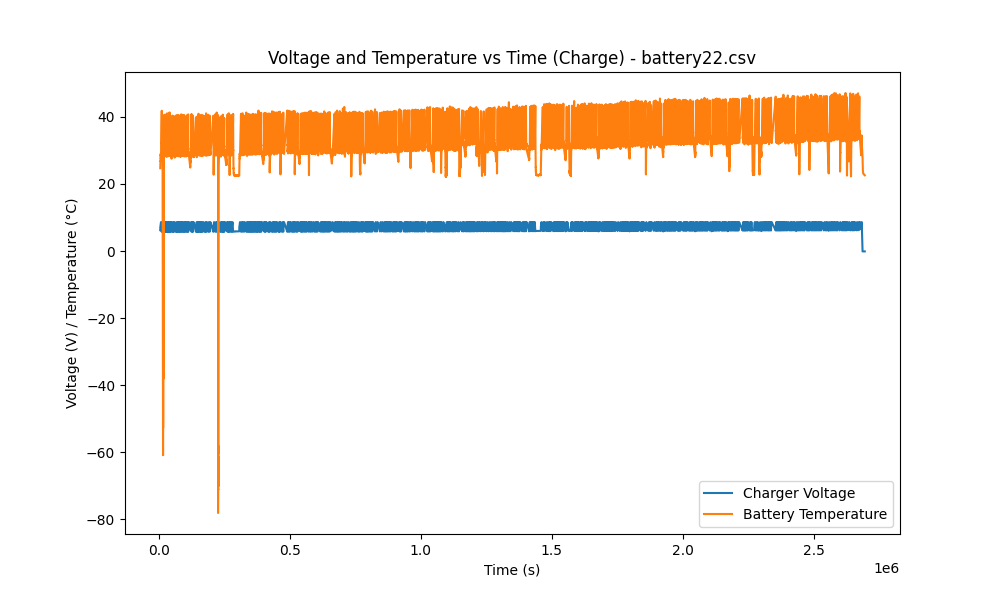 Voltage and Temperature vs Time (Charge) - battery22.csv
Voltage (V) / Temperature (°C)
40
20
0
−20
−40
−60
−80
0.0 0.5 1.0 1.5 2.0 2.5
1e6
Time (s)
Charger Voltage
Battery Temperature